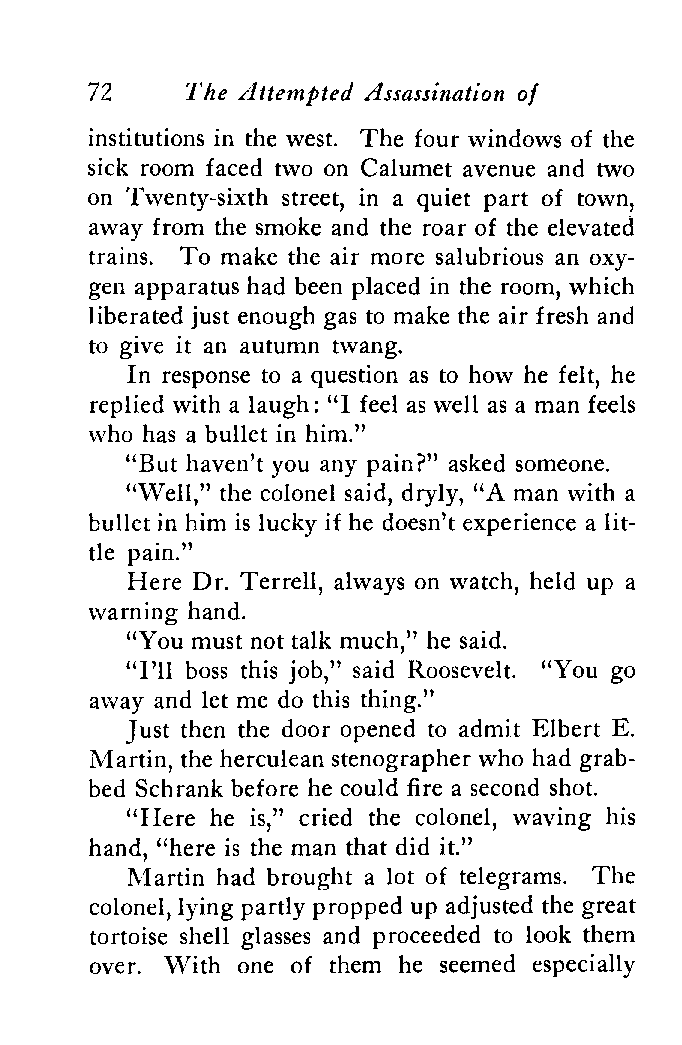 72 The Attempted Assassination of
institutions in the west. The four windows of the
sick room faced two on Calumet avenue and two
on Twenty-sixth street, in a quiet part of town,
away from the smoke and the roar of the elevated
trains. To make the air more salubrious an oxy-
gen apparatus had been placed in the room, which
liberated just enough gas to make the air fresh and
to give it an autumn twang.
In response to a question as to how he felt, he
replied with a laugh: “I feel as well as a man feels
who has a bullet in him.”
“But haven’t you any pain?” asked someone.
“Well,” the colonel said, dryly, “A man with a
bullet in him is lucky if he doesn’t experience a lit-
tle pain.”
Here Dr. Terrell, always on watch, held up a
warning hand.
“You must not talk much,” he said.
“I’ll boss this job,” said Roosevelt. “You go
away and let me do this thing.”
Just then the door opened to admit Elbert E.
Martin, the herculean stenographer who had grab-
bed Schrank before he could fire a second shot.
“Here he is,” cried the colonel, waving his
hand, “here is the man that did it.”
Martin had brought a lot of telegrams. The
colonel, lying partly propped up adjusted the great
tortoise shell glasses and proceeded to look them
over. With one of them he seemed especially